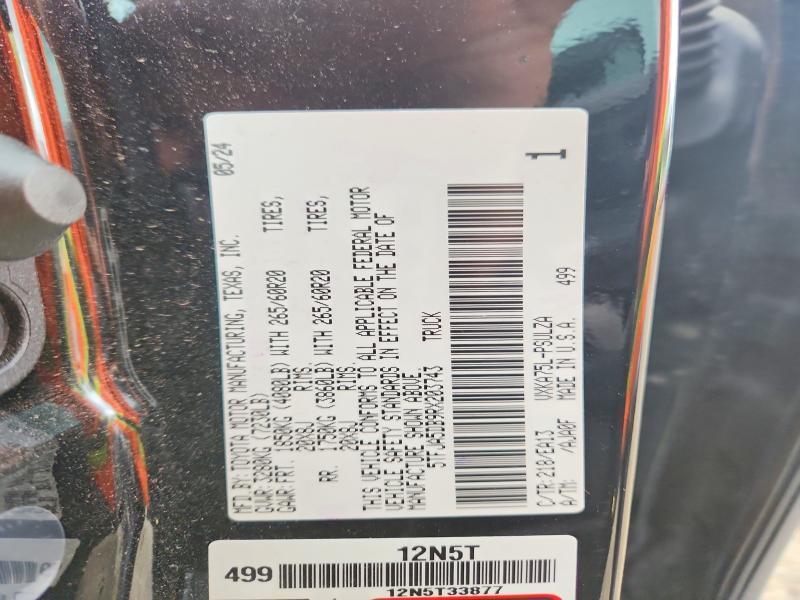 MFD.BY:TOYOTA MOTOR MANUFACTURING, TEXAS, INC. 05/24
GVWR:3280KG (7230LB)
GAWR:FRT. 1850KG (4080LB) WITH 265/60R20 TIRES,
20X8J RIMS.
RR. 1750KG (3860LB) WITH 265/60R20 TIRES,
20X8J RIMS.
THIS VEHICLE CONFORMS TO ALL APPLICABLE FEDERAL MOTOR
VEHICLE SAFETY STANDARDS IN EFFECT ON THE DATE OF
MANUFACTURE SHOWN ABOVE.
5TFJA5DB9RX203743 TRUCK
1
C/TR:218/EA13 VXKA75L-PSULZA
A/TM: /AJA0F MADE IN U.S.A. 499
12N5T
499
12N5T33877